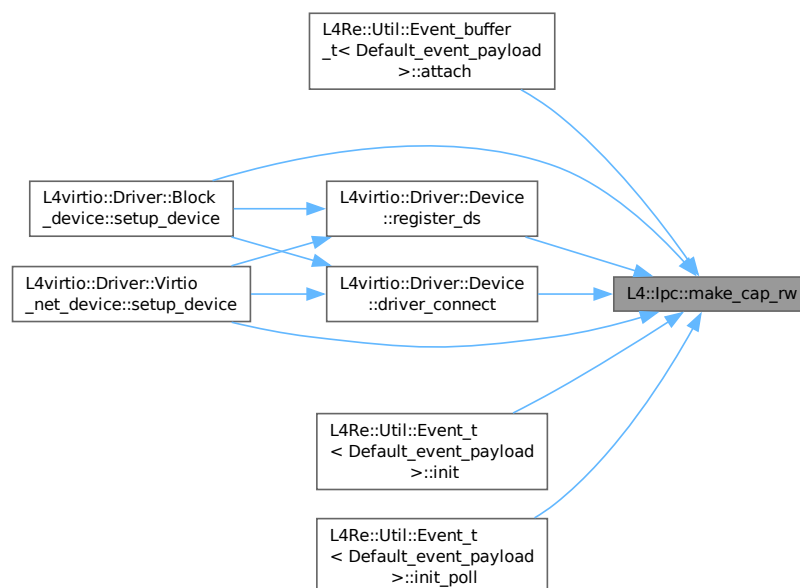 L4Re::Util::Event_buffer
_t< Default_event_payload
>::attach
L4virtio::Driver::Block
_device::setup_device
L4virtio::Driver::Device
::register_ds
L4virtio::Driver::Virtio
_net_device::setup_device
L4virtio::Driver::Device
::driver_connect
L4::Ipc::make_cap_rw
L4Re::Util::Event_t
< Default_event_payload
>::init
L4Re::Util::Event_t
< Default_event_payload
>::init_poll